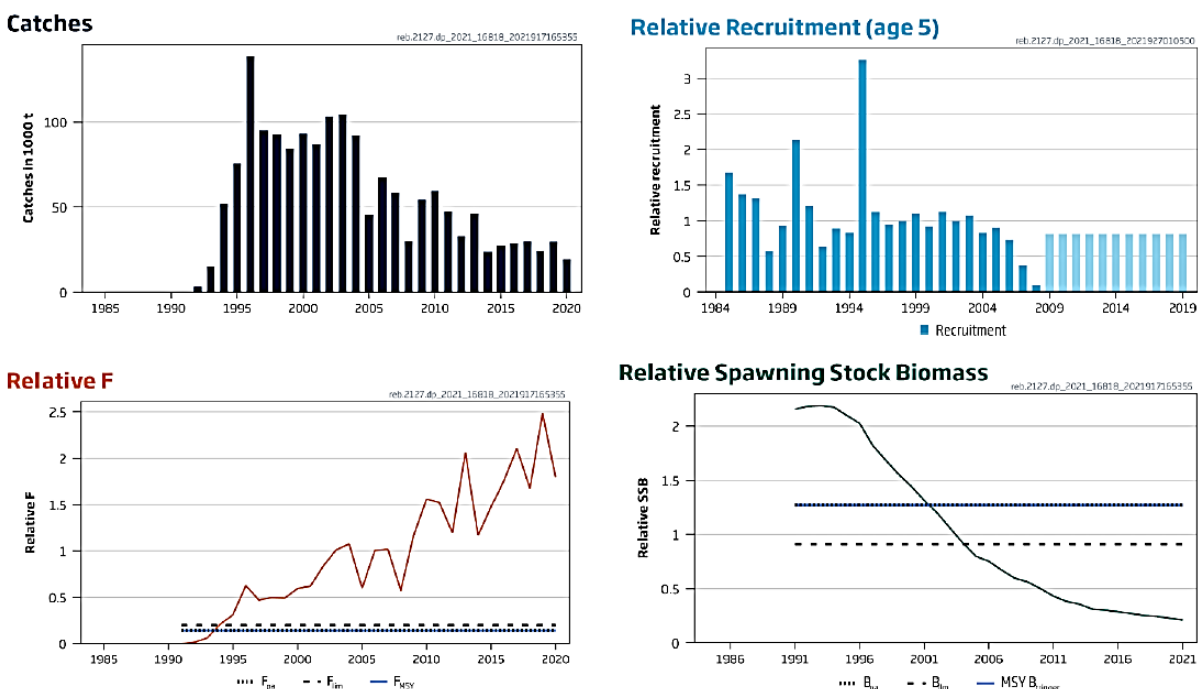 Catches
reb.2127.dp_2021_16818_2021917165355
Catches in 1000 t
100
50
0
1985 1990 1995 2000 2005 2010 2015 2020
Relative Recruitment (age 5)
reb.2127.dp_2021_16818_2021927010500
Relative recruitment
3
2.5
2
1.5
1
0.5
0
1984 1989 1994 1999 2004 2009 2014 2019
Recruitment
Relative F
reb.2127.dp_2021_16818_2021917165355
Relative F
2.5
2
1.5
1
0.5
0
1985 1990 1995 2000 2005 2010 2015 2020
Fpa Flim FMSY
Relative Spawning Stock Biomass
reb.2127.dp_2021_16818_2021917165355
Relative SSB
2
1.5
1
0.5
0
1986 1991 1996 2001 2006 2011 2016 2021
Bpa Blim MSY Btrigger